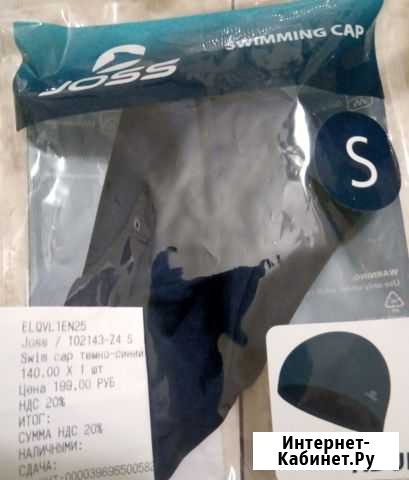 JOSS
SWIMMING CAP
S
WARNING:
ELQVL1EN25
Joss / 102143-Z4 S
Swim cap темно-синий
140.00 X 1 шт
Цена 199.00 РУБ
НДС 20%
ИТОГ:
СУММА НДС 20%
НАЛИЧНЫМИ:
СДАЧА:
Интернет-
Кабинет.Ру